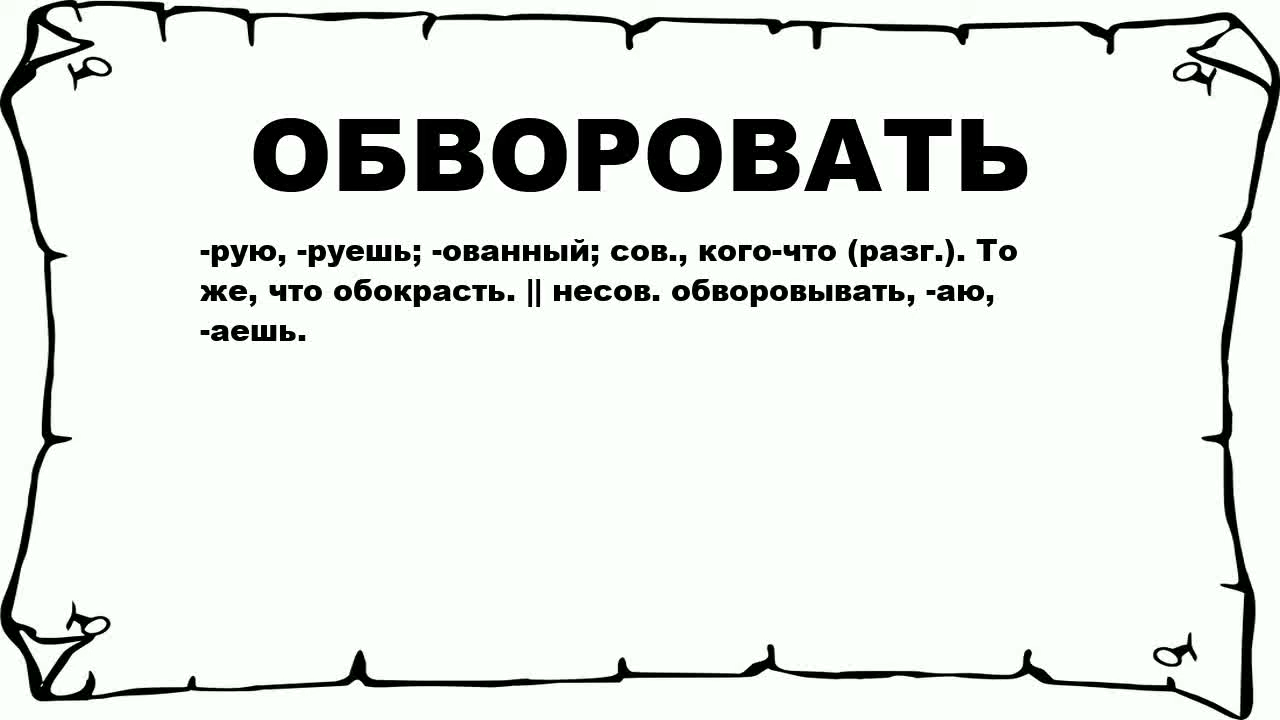 ОБВОРОВАТЬ
-рую, -руешь; -ованный; сов., кого-что (разг.). То
же, что обокрасть. || несов. обворовывать, -аю,
-аешь.